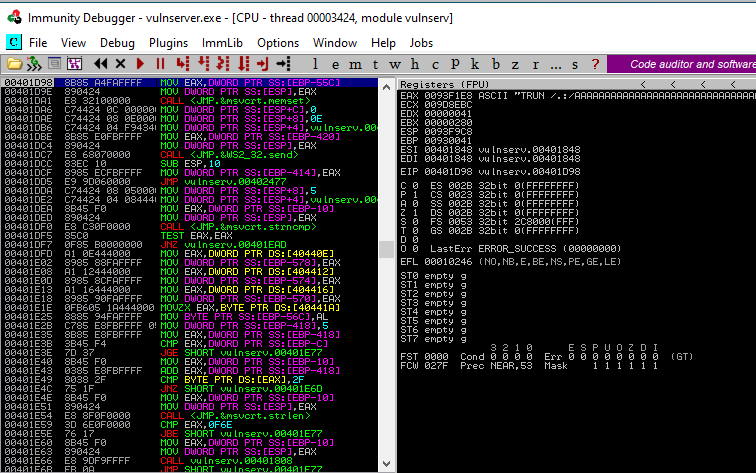 Immunity Debugger - vulnserver.exe - [CPU - thread 00003424, module vulnserv]
C File View Debug Plugins ImmLib Options Window Help Jobs
l e m t w h c p k b z r ... s ? Code auditor and software
00401D98 8B85 A4FAFFFF MOV EAX,DWORD PTR SS:[EBP-55C]
00401D9E 890424 MOV DWORD PTR SS:[ESP],EAX
00401DA1 E8 32100000 CALL <JMP.&msvcrt.memset>
00401DA6 C74424 0C 000000 MOV DWORD PTR SS:[ESP+C],0
00401DAE C74424 08 0E0000 MOV DWORD PTR SS:[ESP+8],0E
00401DB6 C74424 04 F94340 MOV DWORD PTR SS:[ESP+4],vulnserv.00
00401DBE 8B85 E0FBFFFF MOV EAX,DWORD PTR SS:[EBP-420]
00401DC4 890424 MOV DWORD PTR SS:[ESP],EAX
00401DC7 E8 68070000 CALL <JMP.&WS2_32.send>
00401DCC 83EC 10 SUB ESP,10
00401DCF 8985 ECFBFFFF MOV DWORD PTR SS:[EBP-414],EAX
00401DD5 E9 9D060000 JMP vulnserv.00402477
C74424 08 050000 MOV DWORD PTR SS:[ESP+8],5
C74424 04 084440 MOV DWORD PTR SS:[ESP+4],vulnserv.00
8B45 F0 MOV EAX,DWORD PTR SS:[EBP-10]
00401DED 890424 MOV DWORD PTR SS:[ESP],EAX
00401DF0 E8 C30F0000 CALL <JMP.&msvcrt.strncmp>
00401DF5 85C0 TEST EAX,EAX
00401DF7 0F85 B0000000 JNZ vulnserv.00401EAD
00401DFD A1 0E444000 MOV EAX,DWORD PTR DS:[40440E]
00401E02 8985 88FAFFFF MOV DWORD PTR SS:[EBP-578],EAX
00401E08 A1 12444000 MOV EAX,DWORD PTR DS:[404412]
00401E0D 8985 8CFAFFFF MOV DWORD PTR SS:[EBP-574],EAX
00401E13 A1 16444000 MOV EAX,DWORD PTR DS:[404416]
00401E18 8985 90FAFFFF MOV DWORD PTR SS:[EBP-570],EAX
00401E1E 0FB605 1A444000 MOVZX EAX,BYTE PTR DS:[40441A]
00401E25 8885 94FAFFFF MOV BYTE PTR SS:[EBP-56C],AL
00401E2B C785 E8FBFFFF 05 MOV DWORD PTR SS:[EBP-418],5
00401E35 8B85 E8FBFFFF MOV EAX,DWORD PTR SS:[EBP-418]
00401E3B 3B45 F4 CMP EAX,DWORD PTR SS:[EBP-C]
00401E3E 7D 37 JGE SHORT vulnserv.00401E77
00401E40 8B45 F0 MOV EAX,DWORD PTR SS:[EBP-10]
00401E43 0385 E8FBFFFF ADD EAX,DWORD PTR SS:[EBP-418]
00401E49 8038 2F CMP BYTE PTR DS:[EAX],2F
00401E4C 75 1F JNZ SHORT vulnserv.00401E6D
00401E4E 8B45 F0 MOV EAX,DWORD PTR SS:[EBP-10]
00401E51 890424 MOV DWORD PTR SS:[ESP],EAX
00401E54 E8 8F0F0000 CALL <JMP.&msvcrt.strlen>
00401E59 3D 6E0F0000 CMP EAX,0F6E
00401E5E 76 17 JBE SHORT vulnserv.00401E77
00401E60 8B45 F0 MOV EAX,DWORD PTR SS:[EBP-10]
00401E63 890424 MOV DWORD PTR SS:[ESP],EAX
00401E66 E8 9DF9FFFF CALL vulnserv.00401808
00401E6B EB 0A JMP SHORT vulnserv.00401E77
Registers (FPU) < < <
EAX 0093F1E8 ASCII "TRUN /.:/AAAAAAAAAAAAAAAAAAAAAAAAAA
ECX 009D8EBC
EDX 00000041
EBX 00000280
ESP 0093F9C8
EBP 00930041
ESI 00401848 vulnserv.00401848
EDI 00401848 vulnserv.00401848
EIP 00401D98 vulnserv.00401D98
C 0 ES 002B 32bit 0(FFFFFFFF)
P 1 CS 0023 32bit 0(FFFFFFFF)
A 0 SS 002B 32bit 0(FFFFFFFF)
Z 1 DS 002B 32bit 0(FFFFFFFF)
S 0 FS 0053 32bit 2C8000(FFF)
T 0 GS 002B 32bit 0(FFFFFFFF)
D 0
O 0 LastErr ERROR_SUCCESS (00000000)
EFL 00010246 (NO,NB,E,BE,NS,PE,GE,LE)
ST0 empty g
ST1 empty g
ST2 empty g
ST3 empty g
ST4 empty g
ST5 empty g
ST6 empty g
ST7 empty g
3 2 1 0 E S P U O Z D I
FST 0000 Cond 0 0 0 0 Err 0 0 0 0 0 0 0 0 (GT)
FCW 027F Prec NEAR,53 Mask 1 1 1 1 1 1